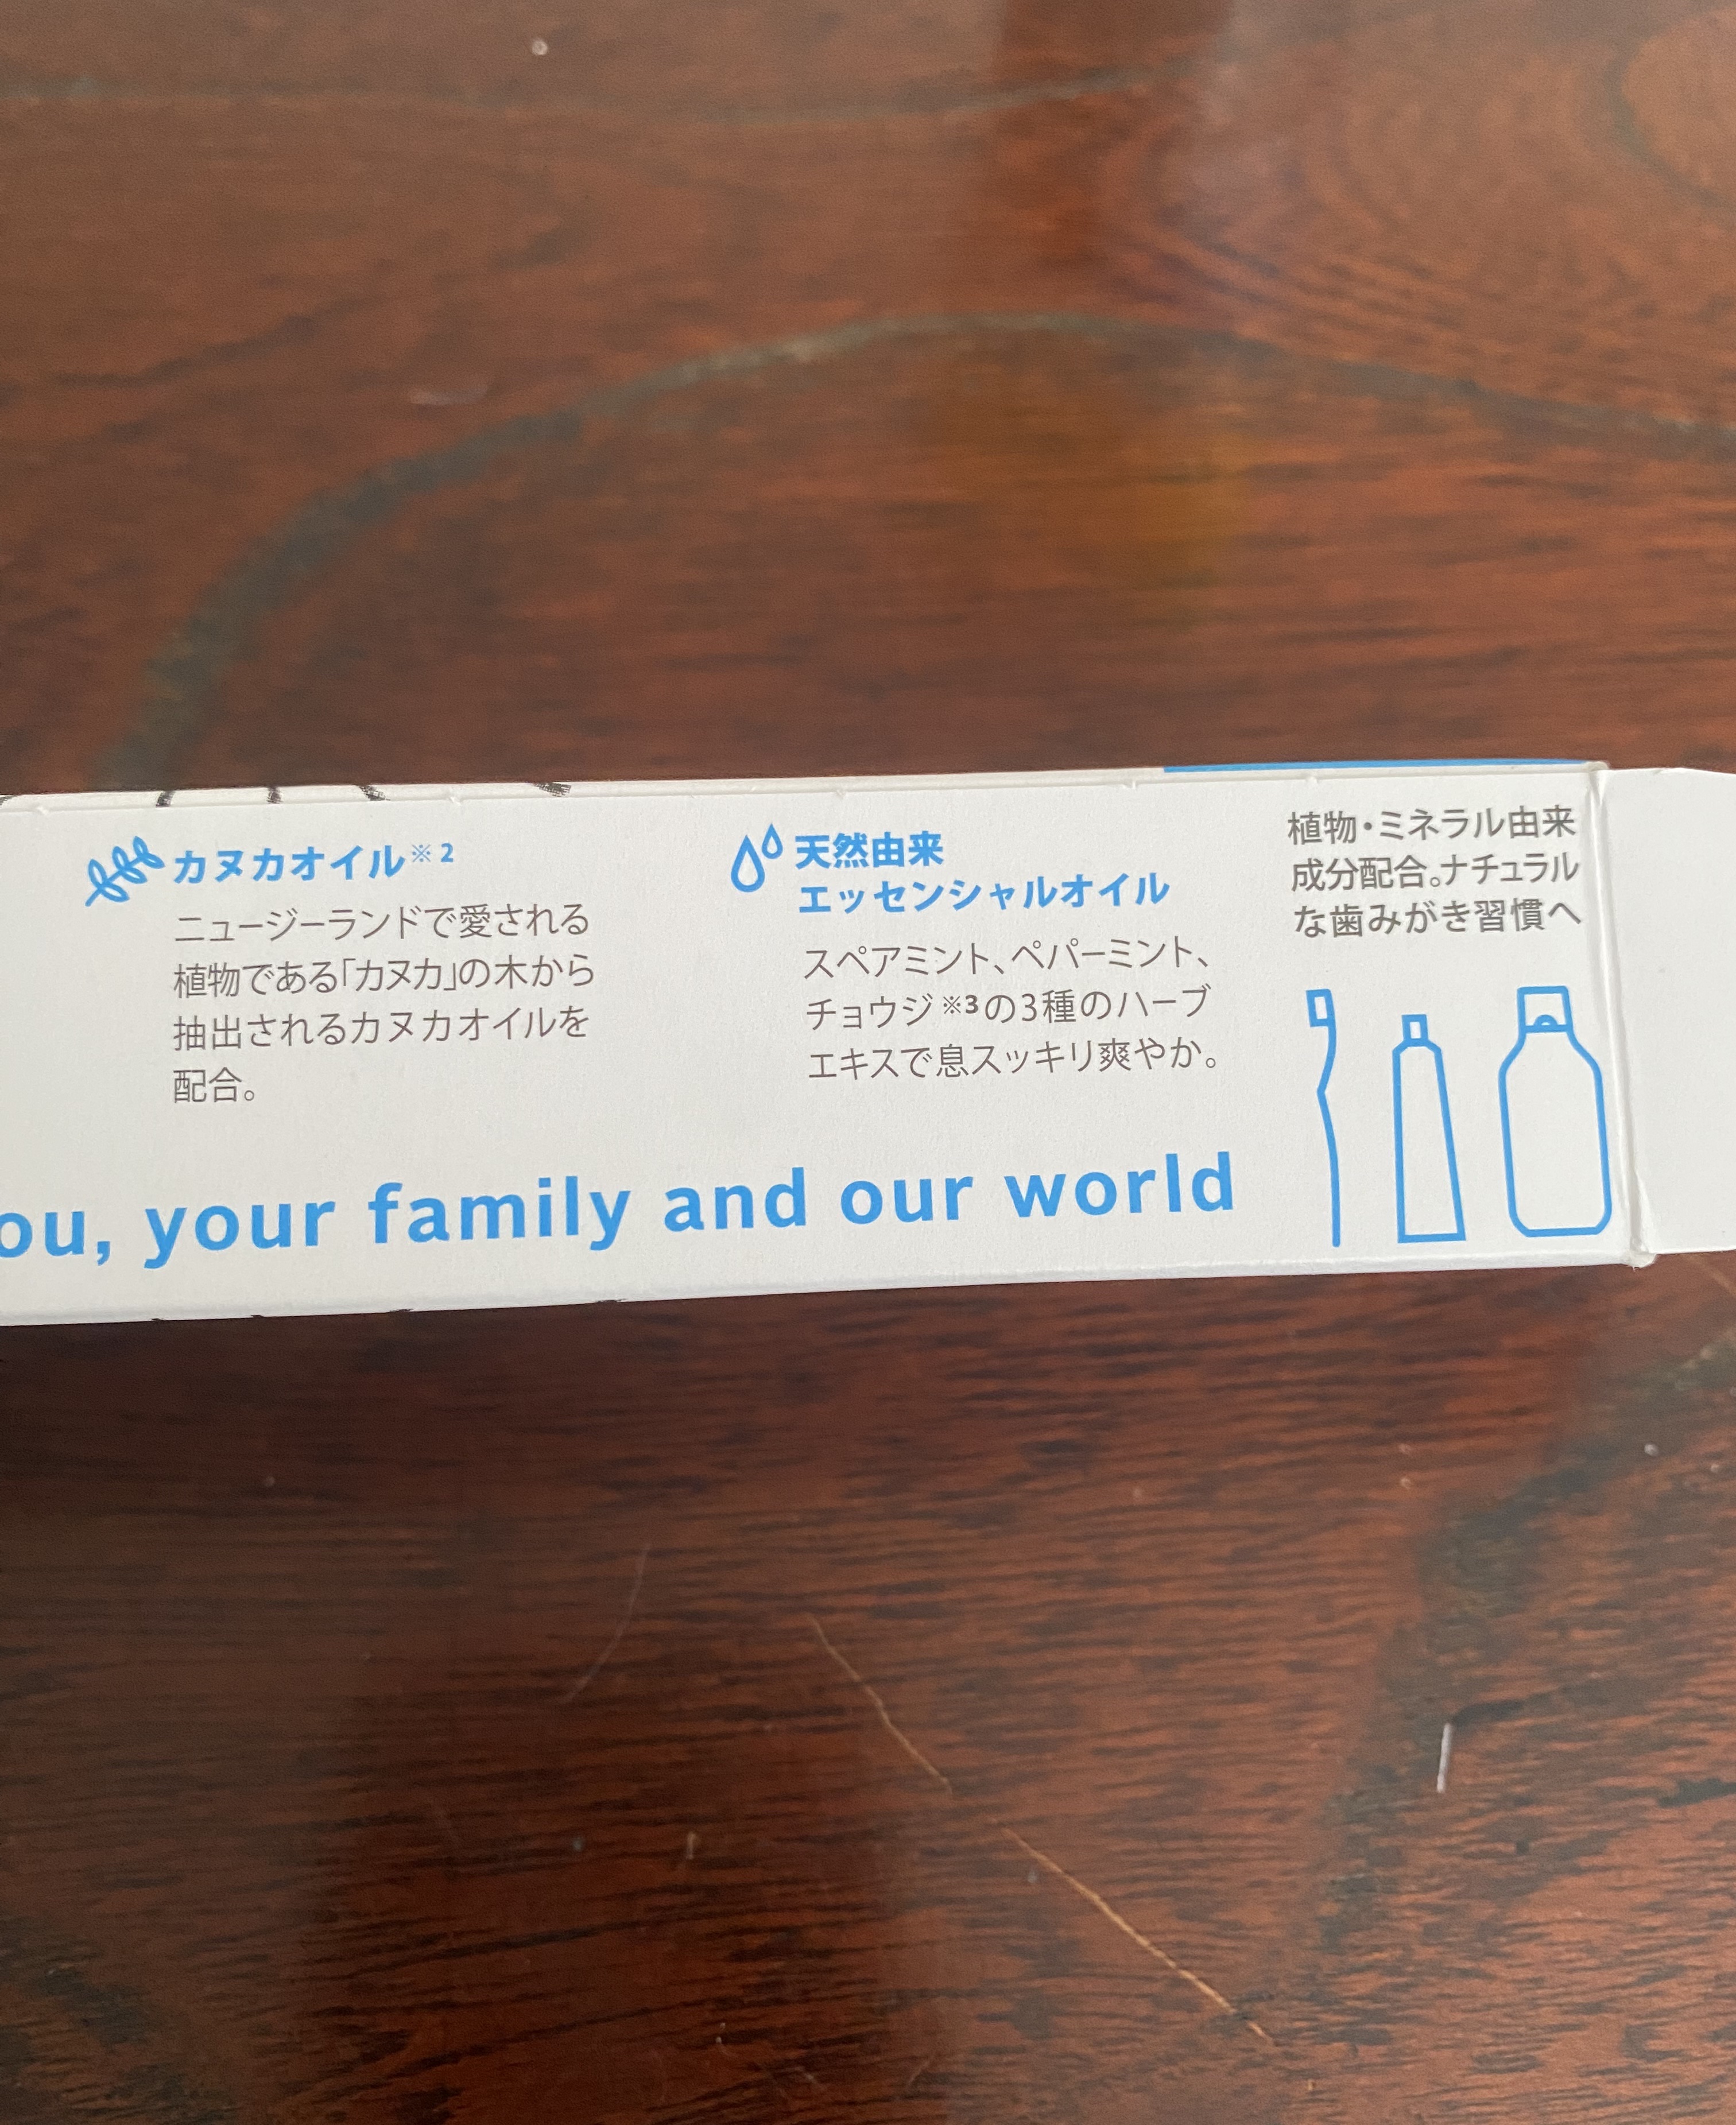 カヌカオイル※2
ニュージーランドで愛される
植物である「カヌカ」の木から
抽出されるカヌカオイルを
配合。
天然由来
エッセンシャルオイル
スペアミント、ペパーミント、
チョウジ※3の3種のハーブ
エキスで息スッキリ爽やか。
植物・ミネラル由来
成分配合。ナチュラル
な歯みがき習慣へ
ou, your family and our world